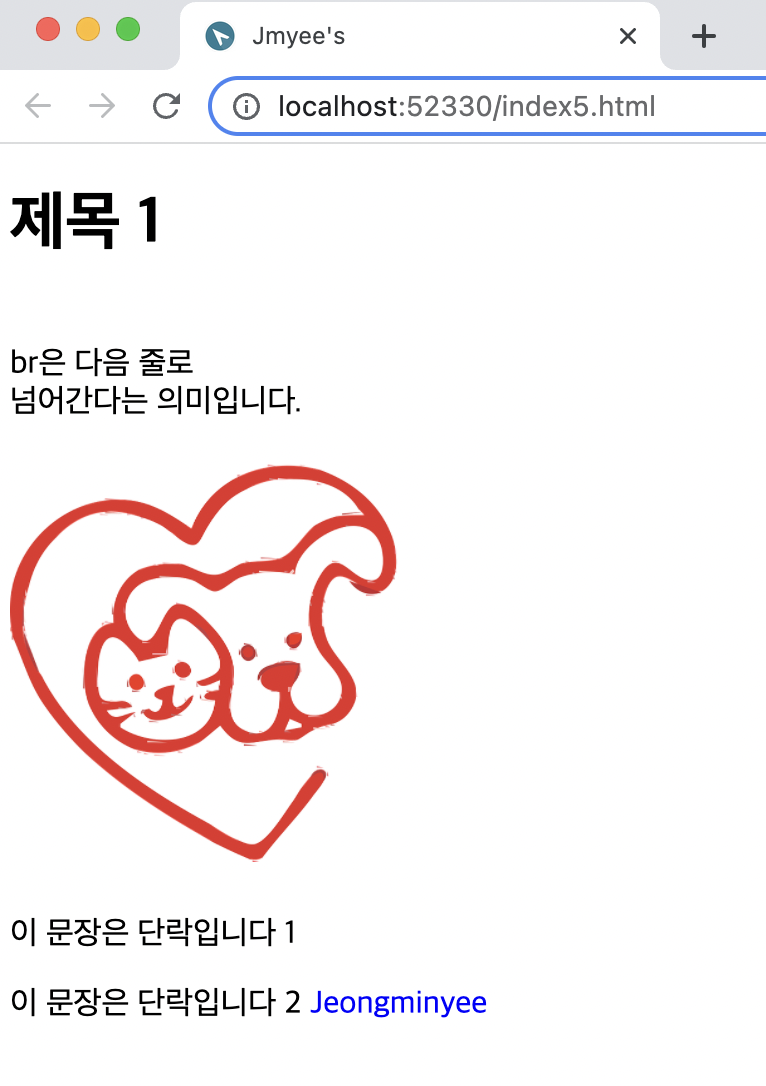 Jmyee's
localhost:52330/index5.html
제목 1
br은 다음 줄로
넘어간다는 의미입니다.
이 문장은 단락입니다 1
이 문장은 단락입니다 2 Jeongminyee